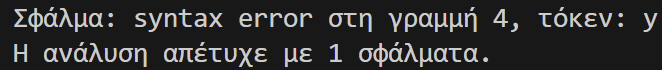 Σφάλμα: syntax error στη γραμμή 4, τόκεν: y
Η ανάλυση απέτυχε με 1 σφάλματα.